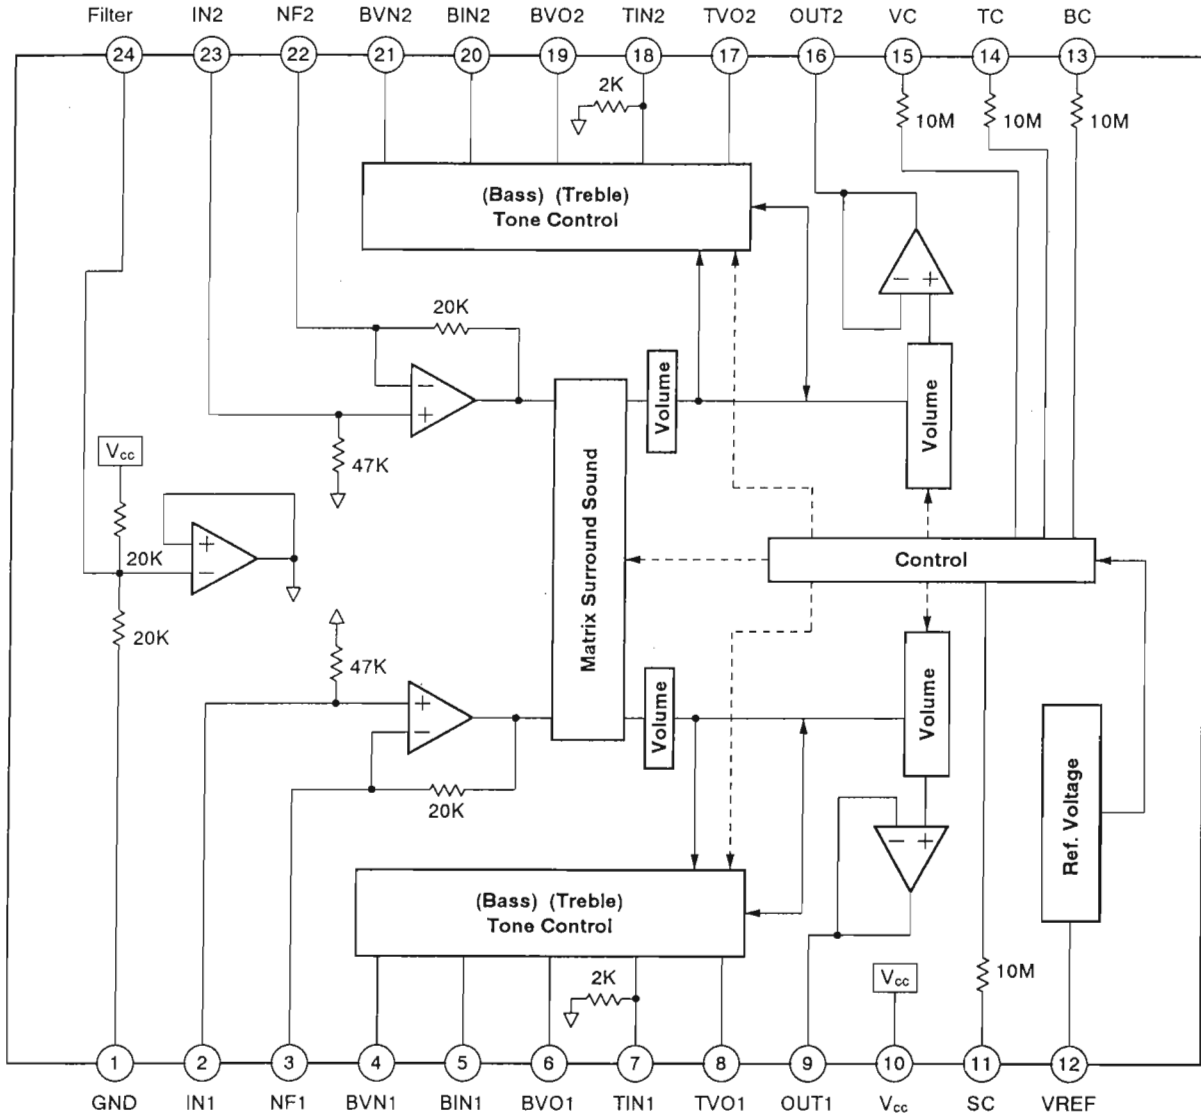 Filter IN2 NF2 BVN2 BIN2 BVO2 TIN2 TVO2 OUT2 VC TC BC
24 23 22 21 20 19 18 17 16 15 14 13
2K
10M 10M 10M
(Bass) (Treble)
Tone Control
− +
20K
− +
Volume
Volume
47K
Vcc
Matrix Surround Sound
+ −
20K
Control
20K
47K
+ −
Volume
Volume
20K
Ref. Voltage
− +
(Bass) (Treble)
Tone Control
2K
Vcc
10M
1 2 3 4 5 6 7 8 9 10 11 12
GND IN1 NF1 BVN1 BIN1 BVO1 TIN1 TVO1 OUT1 Vcc SC VREF